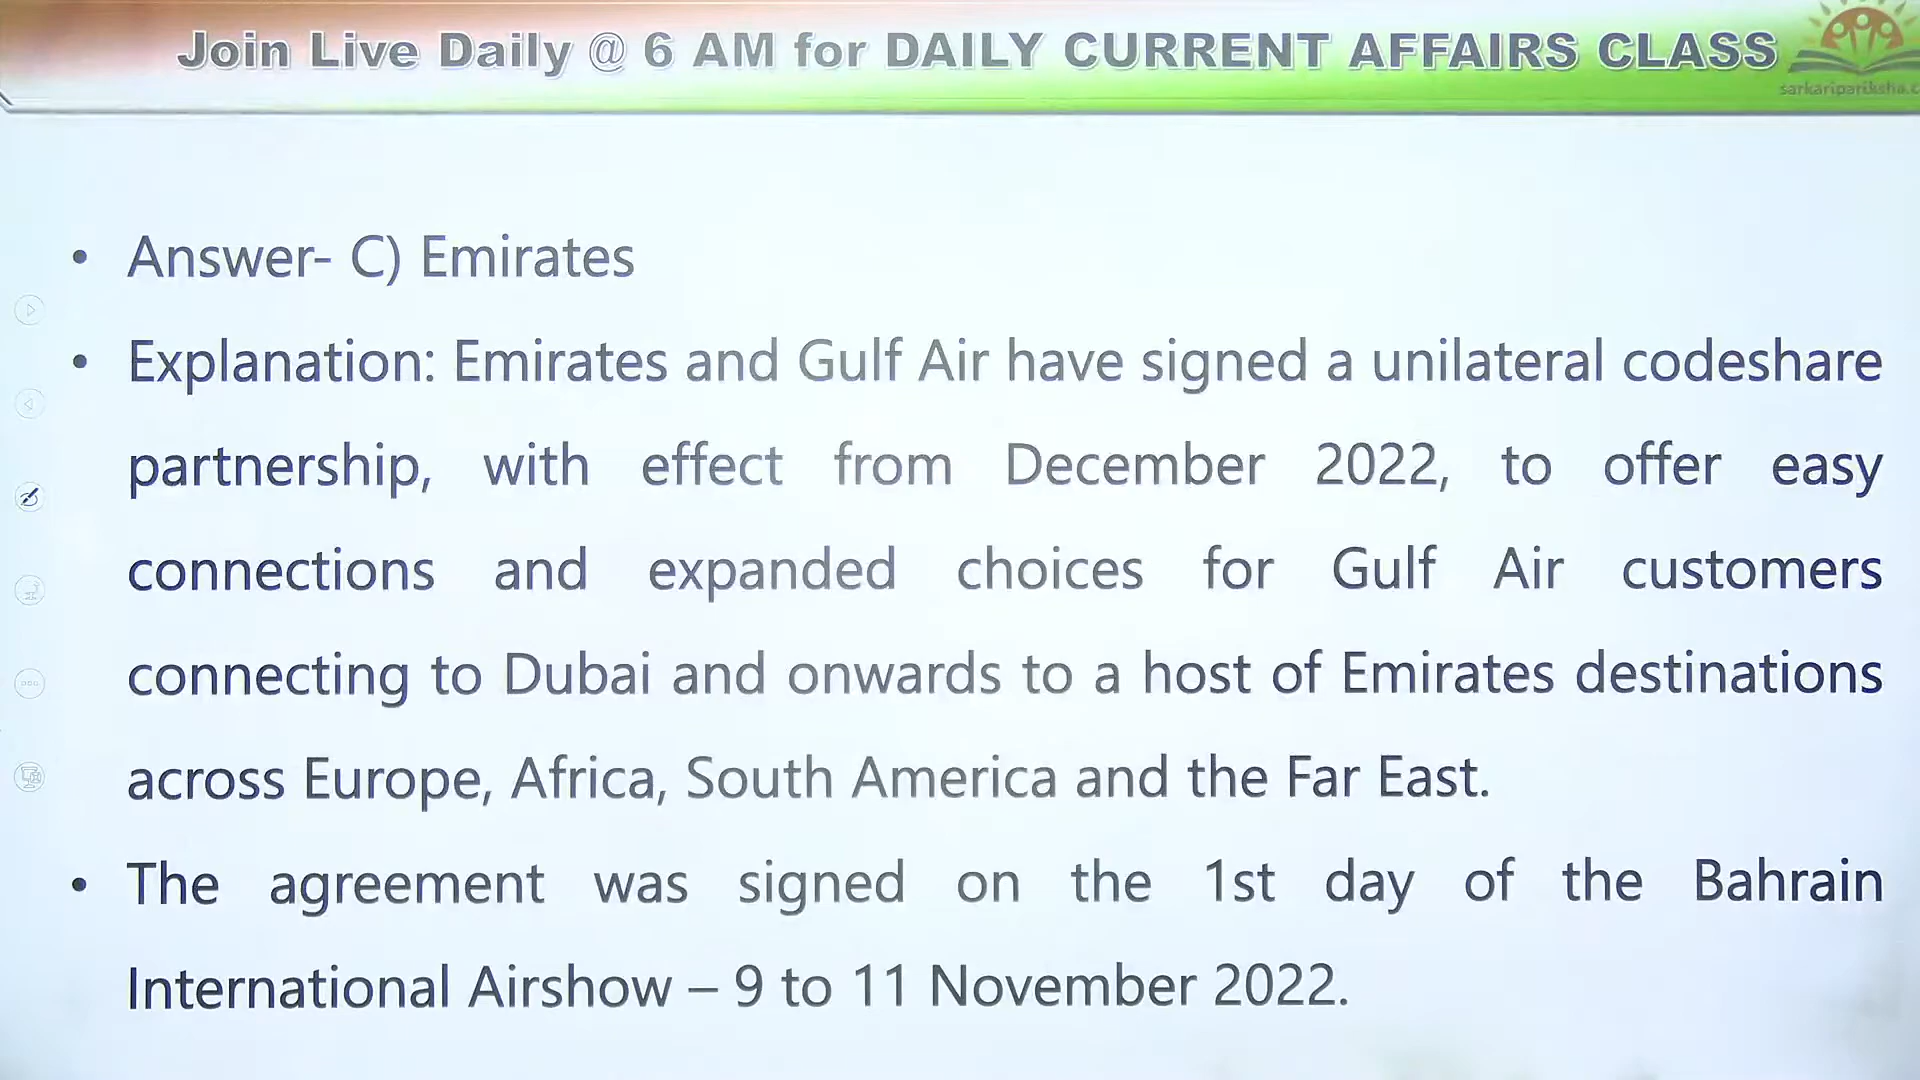 Join Live Daily @ 6 AM for DAILY CURRENT AFFAIRS CLASS
• Answer- C) Emirates
• Explanation: Emirates and Gulf Air have signed a unilateral codeshare
partnership, with effect from December 2022, to offer easy
connections and expanded choices for Gulf Air customers
connecting to Dubai and onwards to a host of Emirates destinations
across Europe, Africa, South America and the Far East.
• The agreement was signed on the 1st day of the Bahrain
International Airshow – 9 to 11 November 2022.